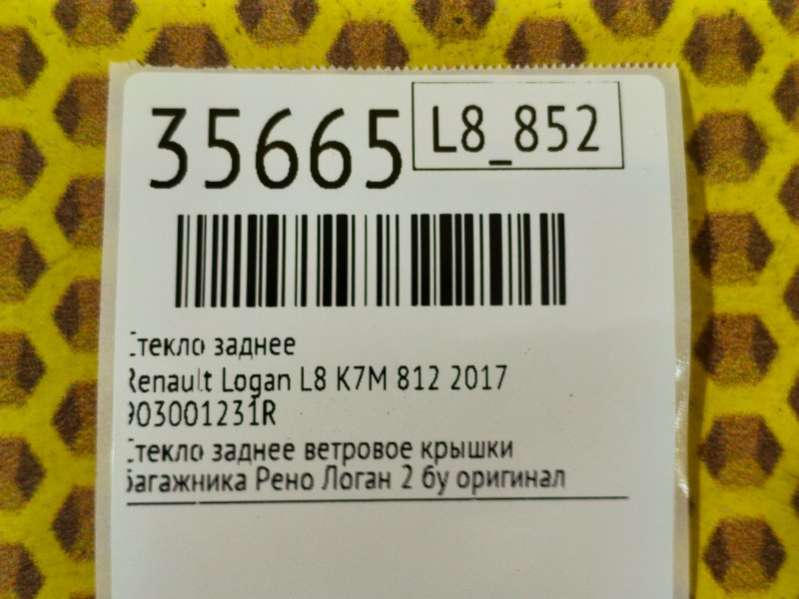 35665
L8_852
Стекло заднее
Renault Logan L8 K7M 812 2017
903001231R
Стекло заднее ветровое крышки
багажника Рено Логан 2 бу оригинал